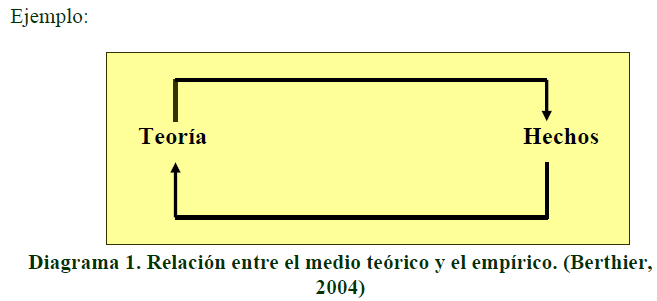 Ejemplo:
Teoría
Hechos
Diagrama 1. Relación entre el medio teórico y el empírico. (Berthier,
2004)